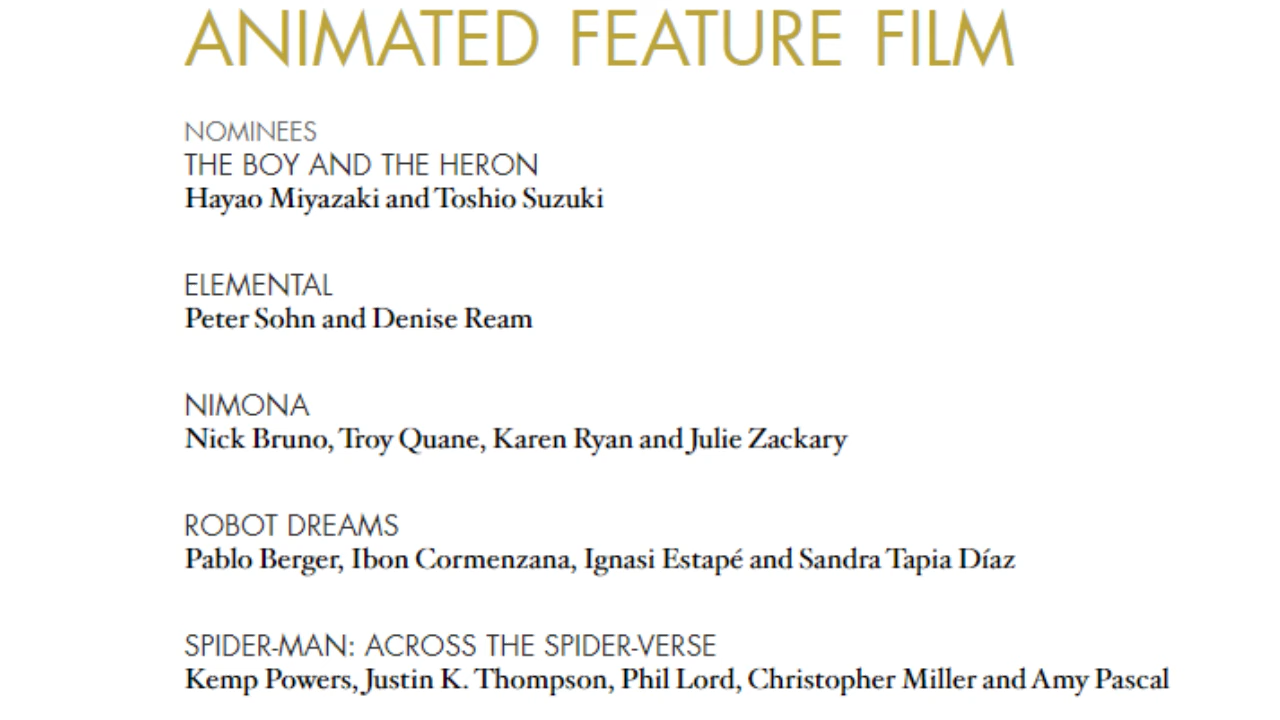 ANIMATED FEATURE FILM
NOMINEES
THE BOY AND THE HERON
Hayao Miyazaki and Toshio Suzuki
ELEMENTAL
Peter Sohn and Denise Ream
NIMONA
Nick Bruno, Troy Quane, Karen Ryan and Julie Zackary
ROBOT DREAMS
Pablo Berger, Ibon Cormenzana, Ignasi Estapé and Sandra Tapia Díaz
SPIDER-MAN: ACROSS THE SPIDER-VERSE
Kemp Powers, Justin K. Thompson, Phil Lord, Christopher Miller and Amy Pascal